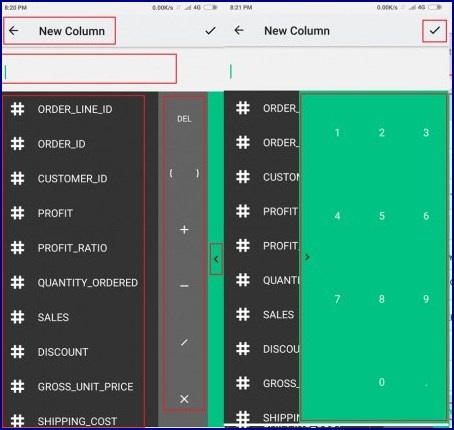 8:20 PM 0.00K/s 4G
New Column
DEL
ORDER_LINE_ID
ORDER_ID
{ }
CUSTOMER_ID
PROFIT
+
PROFIT_RATIO
QUANTITY_ORDERED
−
SALES
DISCOUNT
/
GROSS_UNIT_PRICE
×
SHIPPING_COST
8:21 PM 0.00K/s 4G
New Column
ORDER_
ORDER_
CUSTOM
PROFIT
PROFIT_
QUANTI
SALES
DISCOU
GROSS_
SHIPPIN
1 2 3
4 5 6
7 8 9
0 .